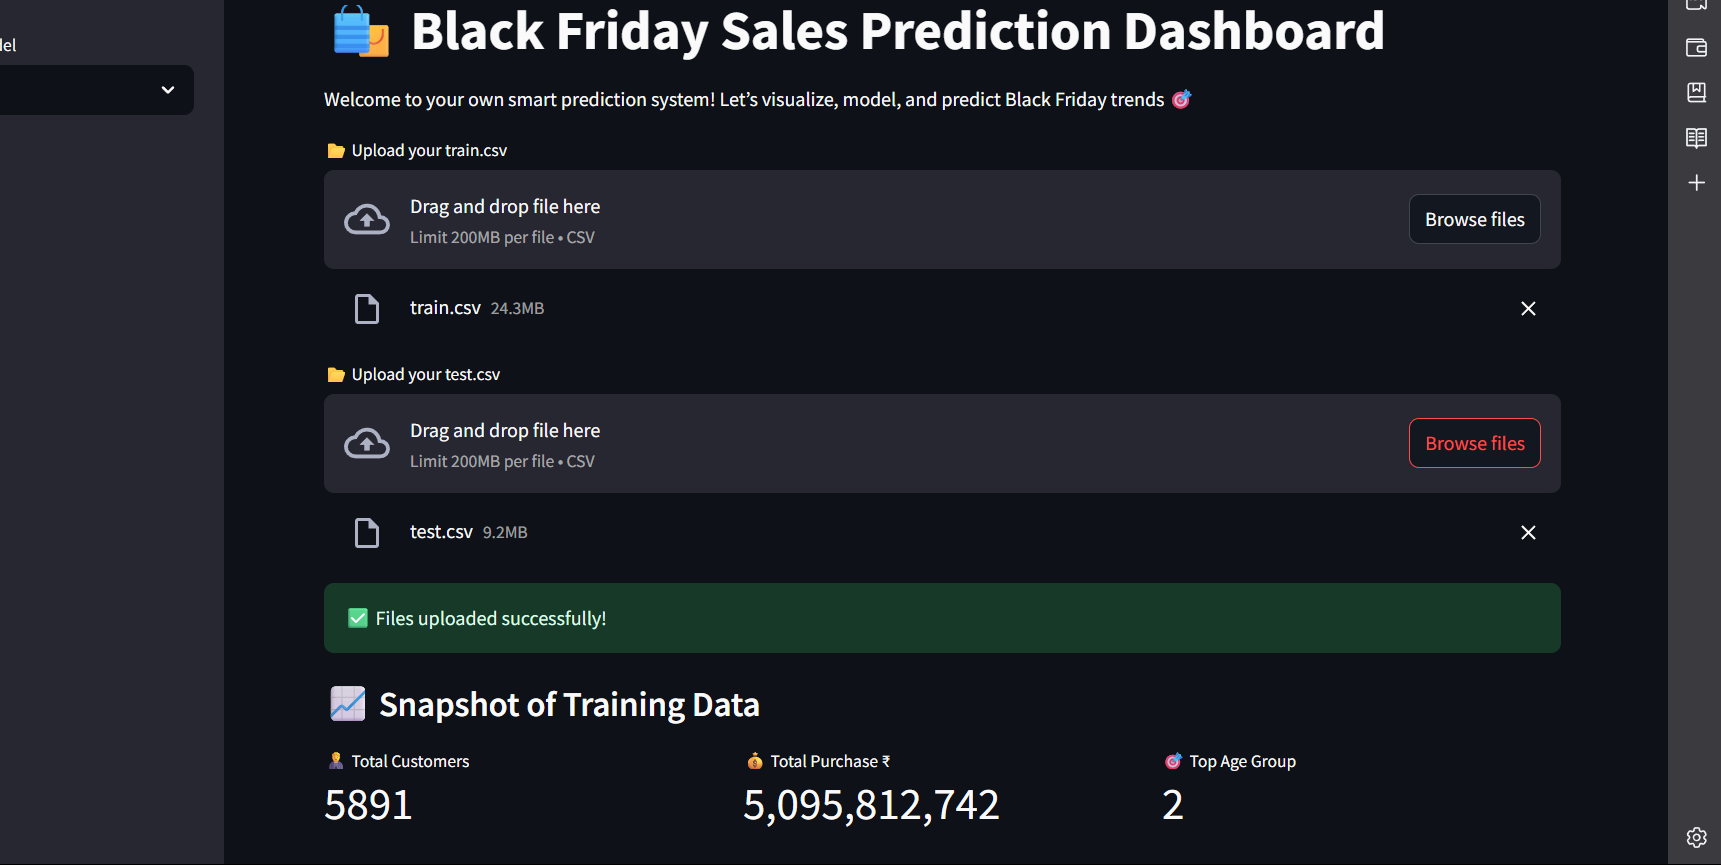 Black Friday Sales Prediction Dashboard
Welcome to your own smart prediction system! Let’s visualize, model, and predict Black Friday trends
Upload your train.csv
Drag and drop file here
Limit 200MB per file • CSV
Browse files
train.csv 24.3MB
Upload your test.csv
Drag and drop file here
Limit 200MB per file • CSV
Browse files
test.csv 9.2MB
Files uploaded successfully!
Snapshot of Training Data
Total Customers
5891
Total Purchase ₹
5,095,812,742
Top Age Group
2